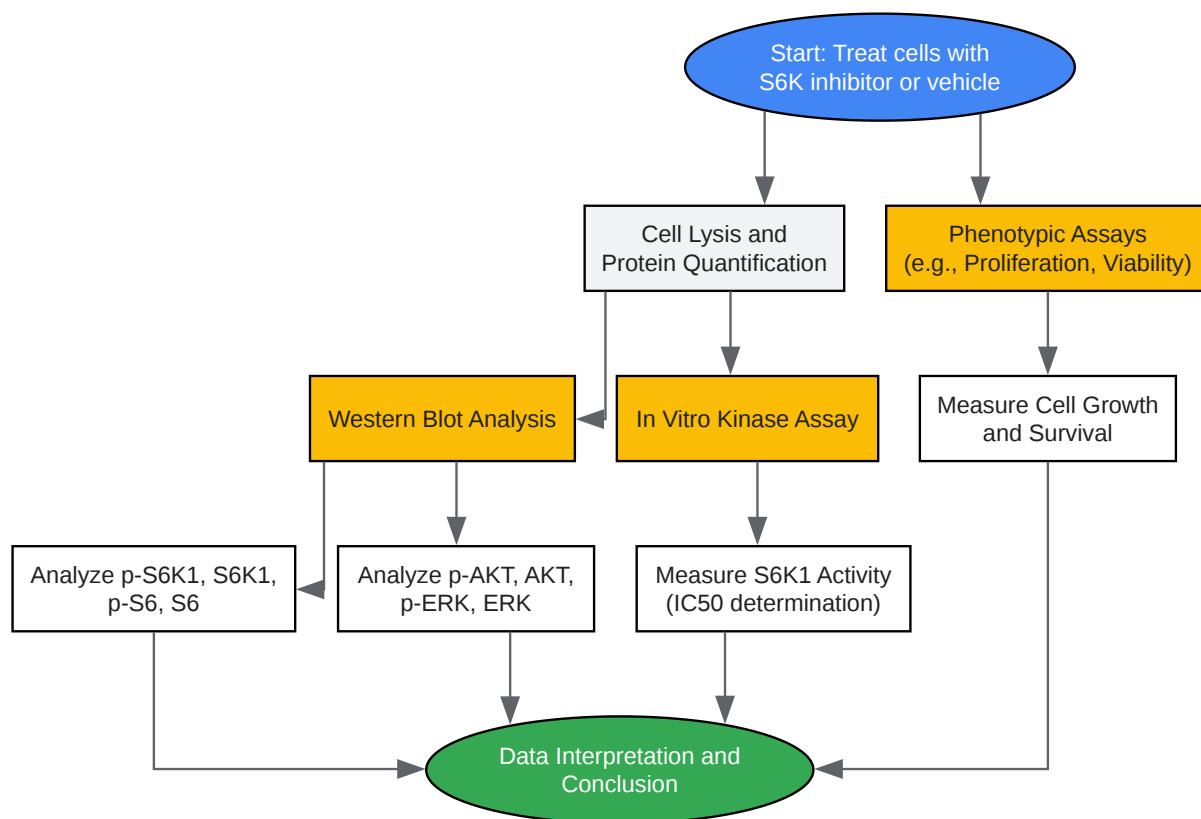 Start: Treat cells with
S6K inhibitor or vehicle
Cell Lysis and
Protein Quantification
Phenotypic Assays
(e.g., Proliferation, Viability)
Western Blot Analysis
In Vitro Kinase Assay
Measure Cell Growth
and Survival
Analyze p-S6K1, S6K1,
p-S6, S6
Analyze p-AKT, AKT,
p-ERK, ERK
Measure S6K1 Activity
(IC50 determination)
Data Interpretation and
Conclusion